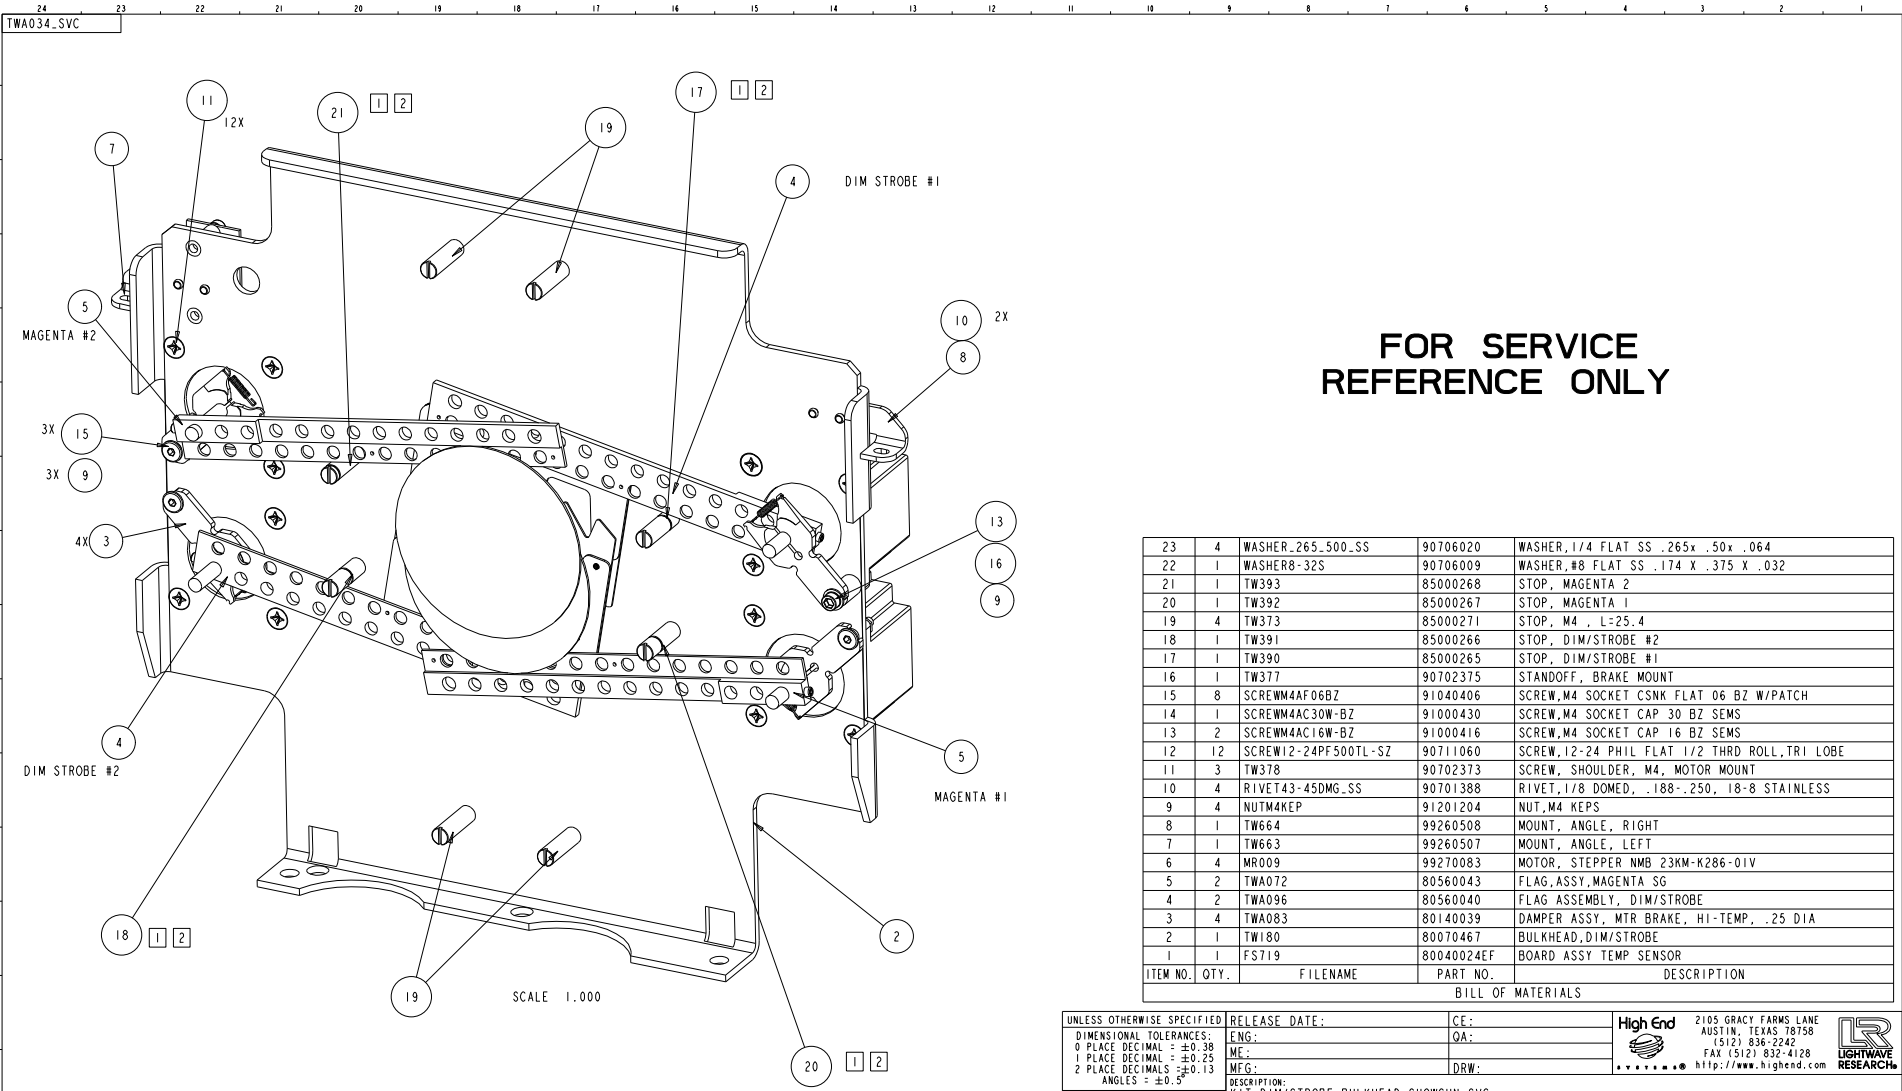 24 23 22 21 20 19 18 17 16 15 14 13 12 11 10 9 8 7 6 5 4 3 2 1
TWA034_SVC
11
12X
21 1 2
17 1 2
19
7
4 DIM STROBE #1
5
MAGENTA #2
10 2X
8
3X 15
3X 9
4X 3
13
16
9
4
DIM STROBE #2
5
MAGENTA #1
18 1 2
2
19
SCALE 1.000
20 1 2
FOR SERVICE
REFERENCE ONLY
23 4 WASHER_265_500_SS 90706020 WASHER,1/4 FLAT SS .265x .50x .064
22 1 WASHER8-32S 90706009 WASHER,#8 FLAT SS .174 X .375 X .032
21 1 TW393 85000268 STOP, MAGENTA 2
20 1 TW392 85000267 STOP, MAGENTA 1
19 4 TW373 85000271 STOP, M4 , L=25.4
18 1 TW391 85000266 STOP, DIM/STROBE #2
17 1 TW390 85000265 STOP, DIM/STROBE #1
16 1 TW377 90702375 STANDOFF, BRAKE MOUNT
15 8 SCREWM4AF06BZ 91040406 SCREW,M4 SOCKET CSNK FLAT 06 BZ W/PATCH
14 1 SCREWM4AC30W-BZ 91000430 SCREW,M4 SOCKET CAP 30 BZ SEMS
13 2 SCREWM4AC16W-BZ 91000416 SCREW,M4 SOCKET CAP 16 BZ SEMS
12 12 SCREW12-24PF500TL-SZ 90711060 SCREW,12-24 PHIL FLAT 1/2 THRD ROLL,TRI LOBE
11 3 TW378 90702373 SCREW, SHOULDER, M4, MOTOR MOUNT
10 4 RIVET43-45DMG_SS 90701388 RIVET,1/8 DOMED, .188-.250, 18-8 STAINLESS
9 4 NUTM4KEP 91201204 NUT,M4 KEPS
8 1 TW664 99260508 MOUNT, ANGLE, RIGHT
7 1 TW663 99260507 MOUNT, ANGLE, LEFT
6 4 MR009 99270083 MOTOR, STEPPER NMB 23KM-K286-01V
5 2 TWA072 80560043 FLAG,ASSY,MAGENTA SG
4 2 TWA096 80560040 FLAG ASSEMBLY, DIM/STROBE
3 4 TWA083 80140039 DAMPER ASSY, MTR BRAKE, HI-TEMP, .25 DIA
2 1 TW180 80070467 BULKHEAD,DIM/STROBE
1 1 FS719 80040024EF BOARD ASSY TEMP SENSOR
ITEM NO. QTY. FILENAME PART NO. DESCRIPTION
BILL OF MATERIALS
UNLESS OTHERWISE SPECIFIED
DIMENSIONAL TOLERANCES:
0 PLACE DECIMAL = ±0.38
1 PLACE DECIMAL = ±0.25
2 PLACE DECIMALS = ±0.13
ANGLES = ±0.5°
RELEASE DATE: CE:
ENG: QA:
ME:
MFG: DRW:
DESCRIPTION:
High End
SYSTEMS®
2105 GRACY FARMS LANE
AUSTIN, TEXAS 78758
(512) 836-2242
FAX (512) 832-4128
http://www.highend.com
LR
LIGHTWAVE
RESEARCH®